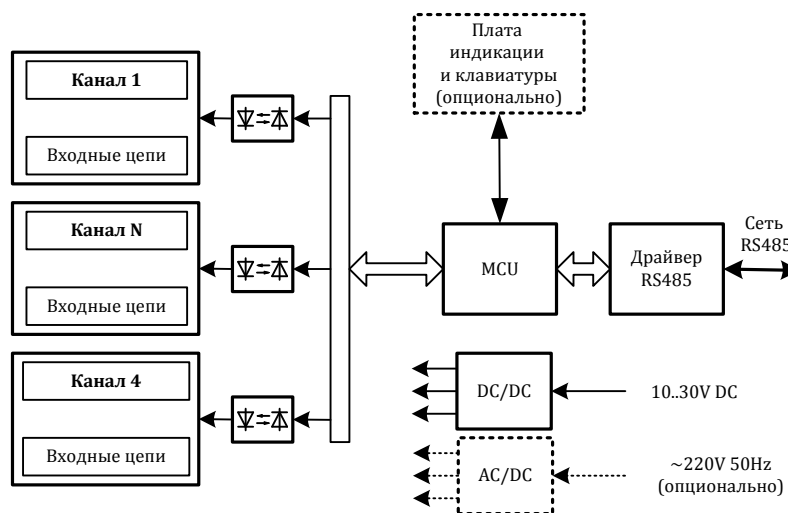 Плата
индикации
и клавиатуры
(опционально)
Канал 1
Входные цепи
Канал N
Входные цепи
MCU
Драйвер
RS485
Сеть
RS485
Канал 4
Входные цепи
DC/DC
10..30V DC
AC/DC
~220V 50Hz
(опционально)